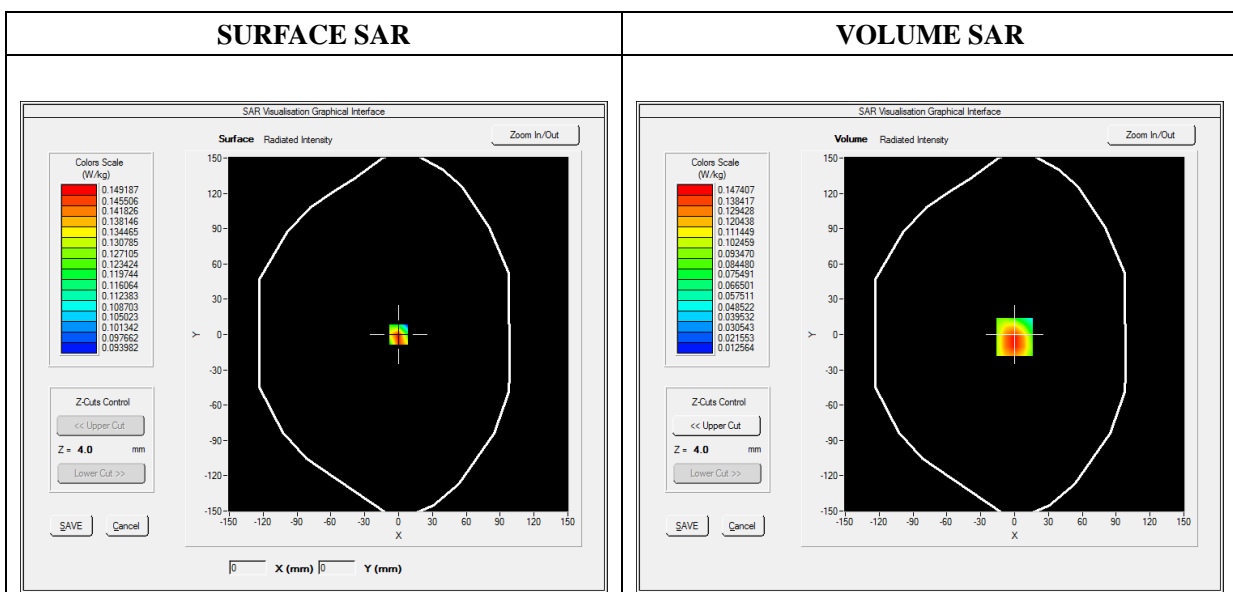 SURFACE SAR
SAR Visualisation Graphical Interface
Surface Radiated Intensity
Zoom In/Out
Colors Scale
(W/kg)
0.149187
0.145506
0.141826
0.138146
0.134465
0.130785
0.127105
0.123424
0.119744
0.116064
0.112383
0.108703
0.105023
0.101342
0.097662
0.093982
Z-Cuts Control
<< Upper Cut
Z = 4.0 mm
Lower Cut >>
SAVE Cancel
150
120
90
60
30
0
-30
-60
-90
-120
-150
Y
-150 -120 -90 -60 -30 0 30 60 90 120 150
X
0 X (mm) 0 Y (mm)
VOLUME SAR
SAR Visualisation Graphical Interface
Volume Radiated Intensity
Zoom In/Out
Colors Scale
(W/kg)
0.147407
0.138417
0.129428
0.120438
0.111449
0.102459
0.093470
0.084480
0.075491
0.066501
0.057511
0.048522
0.039532
0.030543
0.021553
0.012564
Z-Cuts Control
<< Upper Cut
Z = 4.0 mm
Lower Cut >>
SAVE Cancel
150
120
90
60
30
0
-30
-60
-90
-120
-150
Y
-150 -120 -90 -60 -30 0 30 60 90 120 150
X